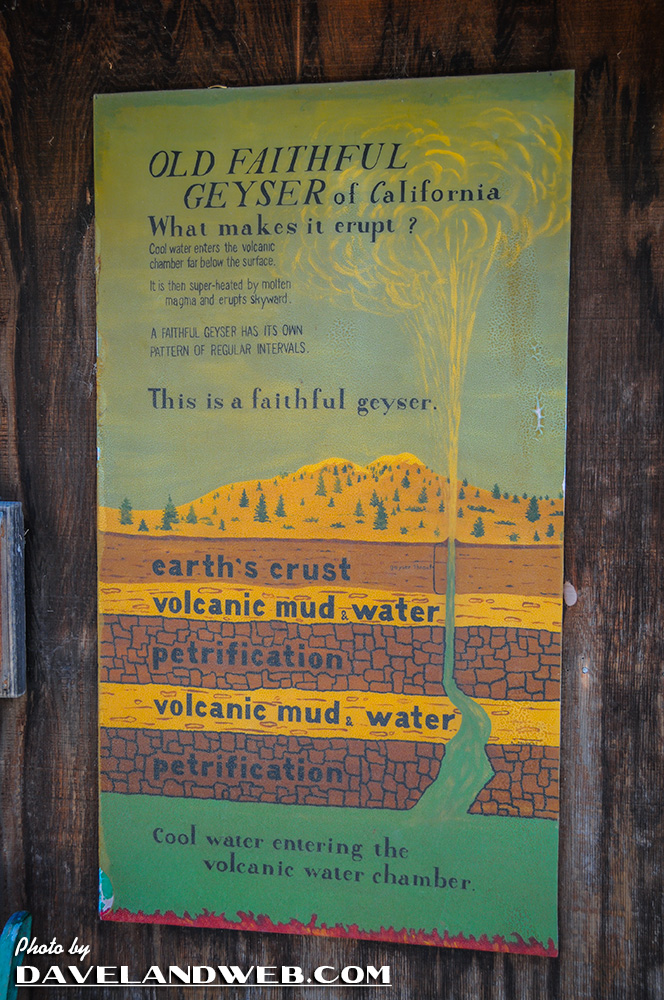 OLD FAITHFUL
GEYSER of California
What makes it erupt ?
Cool water enters the volcanic
chamber far below the surface.
It is then super-heated by molten
magma and erupts skyward.
A FAITHFUL GEYSER HAS ITS OWN
PATTERN OF REGULAR INTERVALS.
This is a faithful geyser.
earth's crust
geyser throat
volcanic mud & water
petrification
volcanic mud & water
petrification
Cool water entering the
volcanic water chamber.
Photo by
DAVELANDWEB.COM